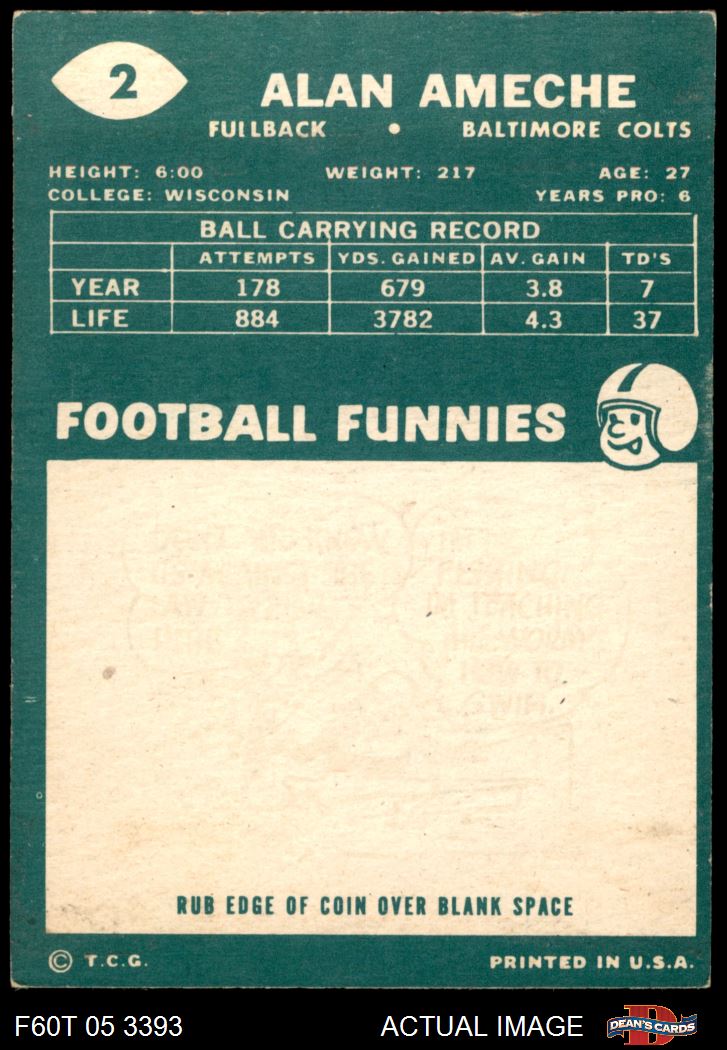 2
ALAN AMECHE
FULLBACK • BALTIMORE COLTS
HEIGHT: 6:00 WEIGHT: 217 AGE: 27
COLLEGE: WISCONSIN YEARS PRO: 6
BALL CARRYING RECORD
ATTEMPTS YDS. GAINED AV. GAIN TD'S
YEAR 178 679 3.8 7
LIFE 884 3782 4.3 37
FOOTBALL FUNNIES
RUB EDGE OF COIN OVER BLANK SPACE
© T.C.G. PRINTED IN U.S.A.
F60T 05 3393 ACTUAL IMAGE DEAN'S CARDS